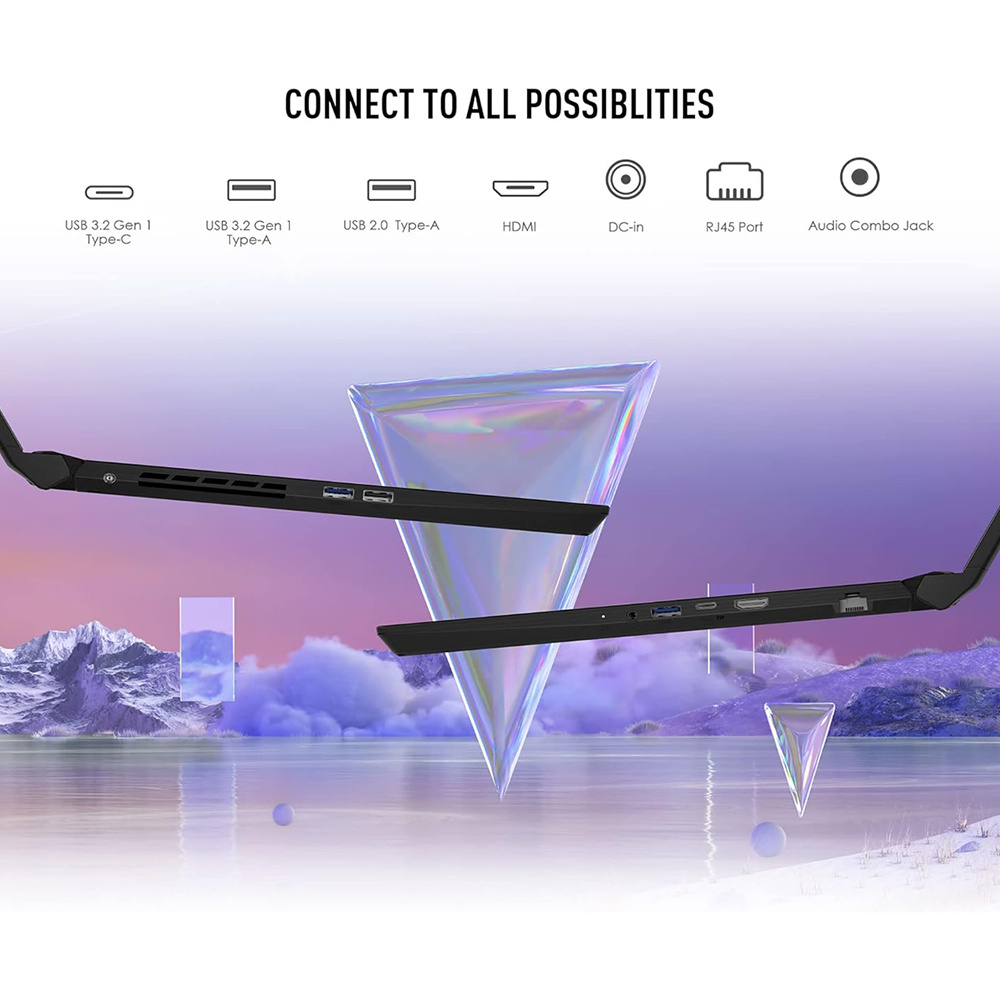 CONNECT TO ALL POSSIBLITIES
USB 3.2 Gen 1
Type-C
USB 3.2 Gen 1
Type-A
USB 2.0 Type-A
HDMI
DC-in
RJ45 Port
Audio Combo Jack